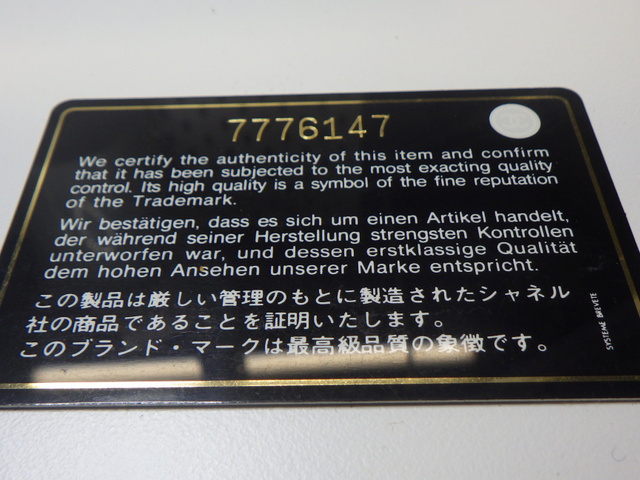 7776147
We certify the authenticity of this item and confirm
that it has been subjected to the most exacting quality
control. Its high quality is a symbol of the fine reputation
of the Trademark.
Wir bestätigen, dass es sich um einen Artikel handelt,
der während seiner Herstellung strengsten Kontrollen
unterworfen war, und dessen erstklassige Qualität
dem hohen Ansehen unserer Marke entspricht.
この製品は厳しい管理のもとに製造されたシャネル
社の商品であることを証明いたします。
このブランド・マークは最高級品質の象徴です。
SYSTEME BREVETE